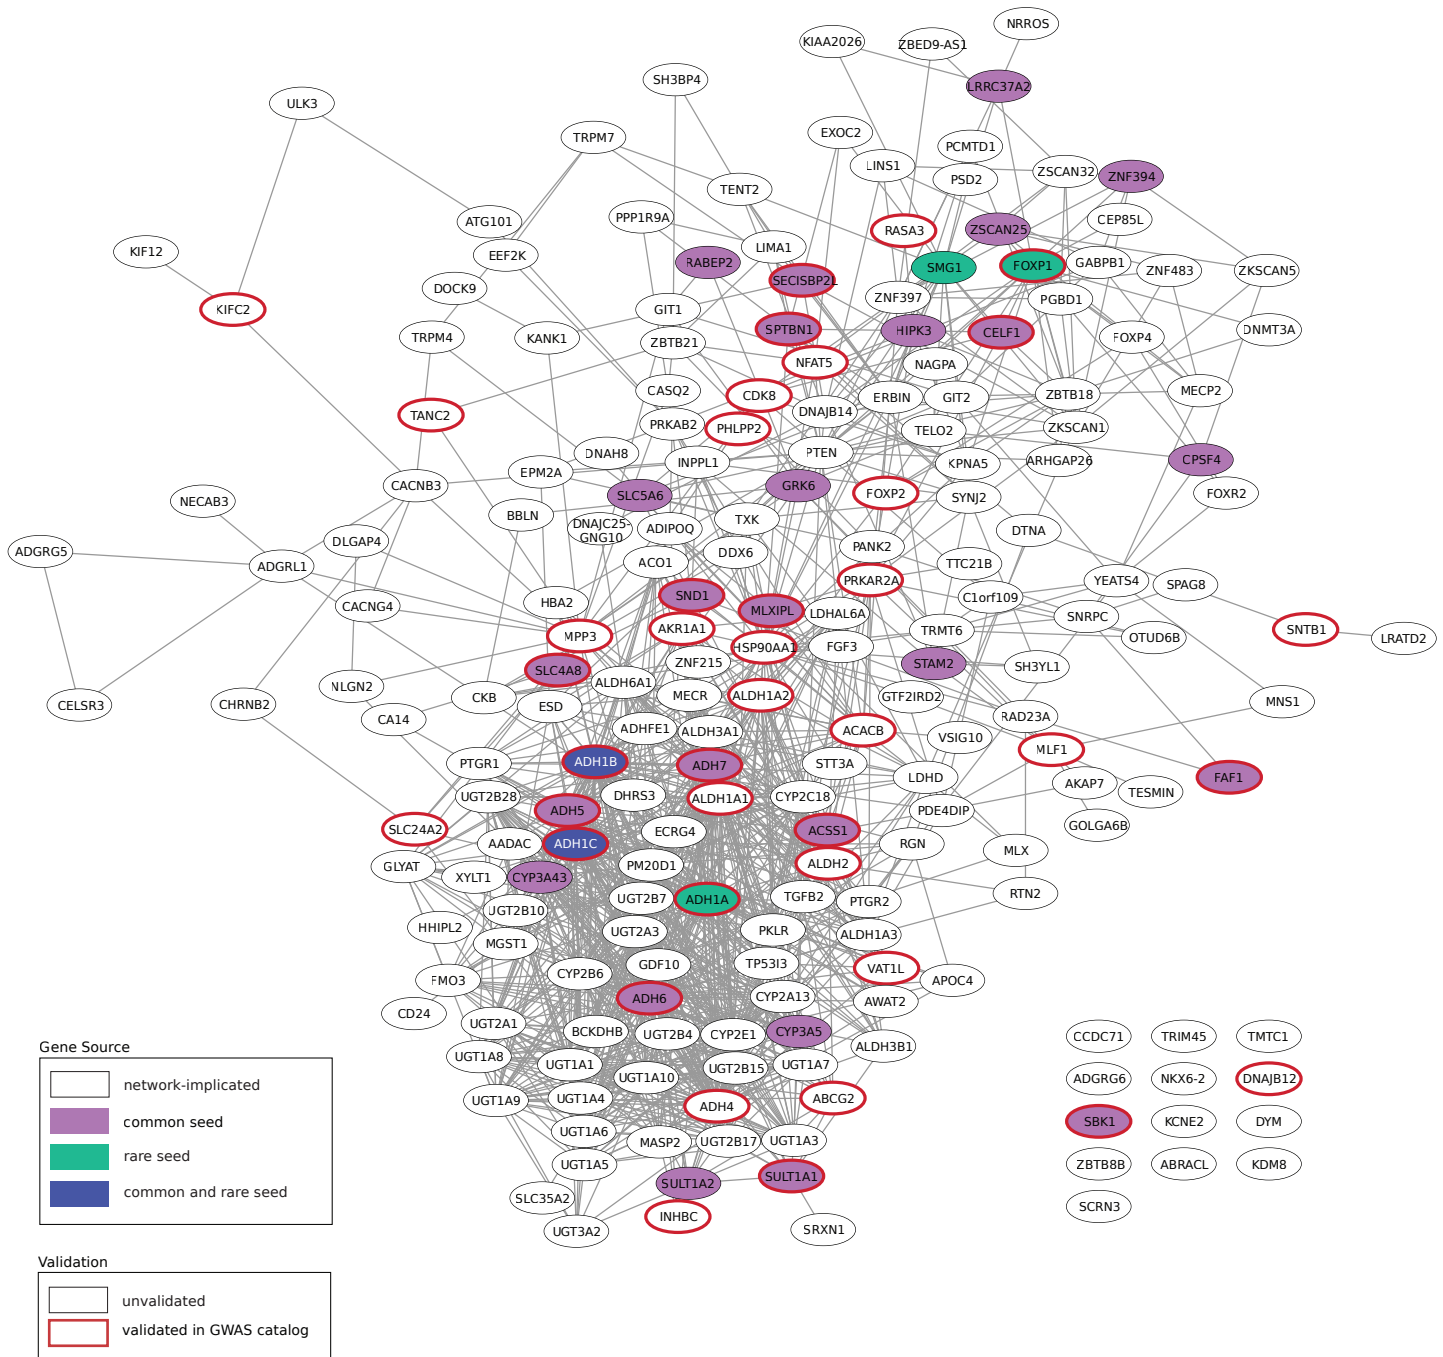 NRROS
KIAA2026
ZBED9-AS1
SH3BP4
LRRC37A2
ULK3
EXOC2
TRPM7
PCMTD1
LINS1
ZSCAN32
ZNF394
PSD2
TENT2
ATG101
PPP1R9A
CEP85L
RASA3
ZSCAN25
KIF12
EEF2K
LIMA1
RABEP2
SMG1
FOXP1
GABPB1
ZNF483
ZKSCAN5
SECISBP2L
DOCK9
ZNF397
PGBD1
KIFC2
GIT1
SPTBN1
HIPK3
CELF1
DNMT3A
TRPM4
KANK1
ZBTB21
FOXP4
NFAT5
NAGPA
CASQ2
CDK8
ERBIN
GIT2
ZBTB18
MECP2
TANC2
DNAJB14
PRKAB2
PHLPP2
TELO2
ZKSCAN1
DNAH8
PTEN
INPPL1
KPNA5
ARHGAP26
CPSF4
EPM2A
CACNB3
SLC5A6
GRK6
FOXP2
SYNJ2
FOXR2
NECAB3
BBLN
DNAJC25-
GNG10
ADIPOQ
TXK
DTNA
DLGAP4
ADGRG5
DDX6
PANK2
ADGRL1
ACO1
TTC21B
PRKAR2A
YEATS4
SPAG8
CACNG4
HBA2
SND1
MLXIPL
LDHAL6A
C1orf109
SNRPC
MPP3
AKR1A1
TRMT6
OTUD6B
SNTB1
LRATD2
HSP90AA1
FGF3
SLC4A8
ZNF215
STAM2
SH3YL1
NLGN2
CKB
ALDH6A1
MECR
ALDH1A2
GTF2IRD2
CELSR3
CHRNB2
ESD
MNS1
CA14
ADHFE1
ALDH3A1
ACACB
RAD23A
VSIG10
MLF1
PTGR1
ADH1B
ADH7
STT3A
LDHD
FAF1
UGT2B28
DHRS3
ALDH1A1
CYP2C18
AKAP7
TESMIN
ADH5
PDE4DIP
SLC24A2
ECRG4
ACSS1
GOLGA6B
AADAC
ADH1C
RGN
MLX
GLYAT
XYLT1
CYP3A43
PM20D1
ALDH2
UGT2B7
ADH1A
TGFB2
PTGR2
RTN2
UGT2B10
HHIPL2
UGT2A3
PKLR
ALDH1A3
MGST1
FMO3
CYP2B6
GDF10
TP53I3
VAT1L
APOC4
ADH6
CYP2A13
AWAT2
CD24
UGT2A1
BCKDHB
UGT2B4
CYP2E1
CYP3A5
ALDH3B1
CCDC71
TRIM45
TMTC1
UGT1A8
UGT1A1
UGT1A10
UGT2B15
UGT1A7
ADGRG6
NKX6-2
DNAJB12
UGT1A9
UGT1A4
ADH4
ABCG2
SBK1
KCNE2
DYM
UGT1A6
MASP2
UGT2B17
UGT1A3
UGT1A5
ZBTB8B
ABRACL
KDM8
SULT1A2
SULT1A1
SLC35A2
SCRN3
INHBC
UGT3A2
SRXN1
Gene Source
network-implicated
common seed
rare seed
common and rare seed
Validation
unvalidated
validated in GWAS catalog